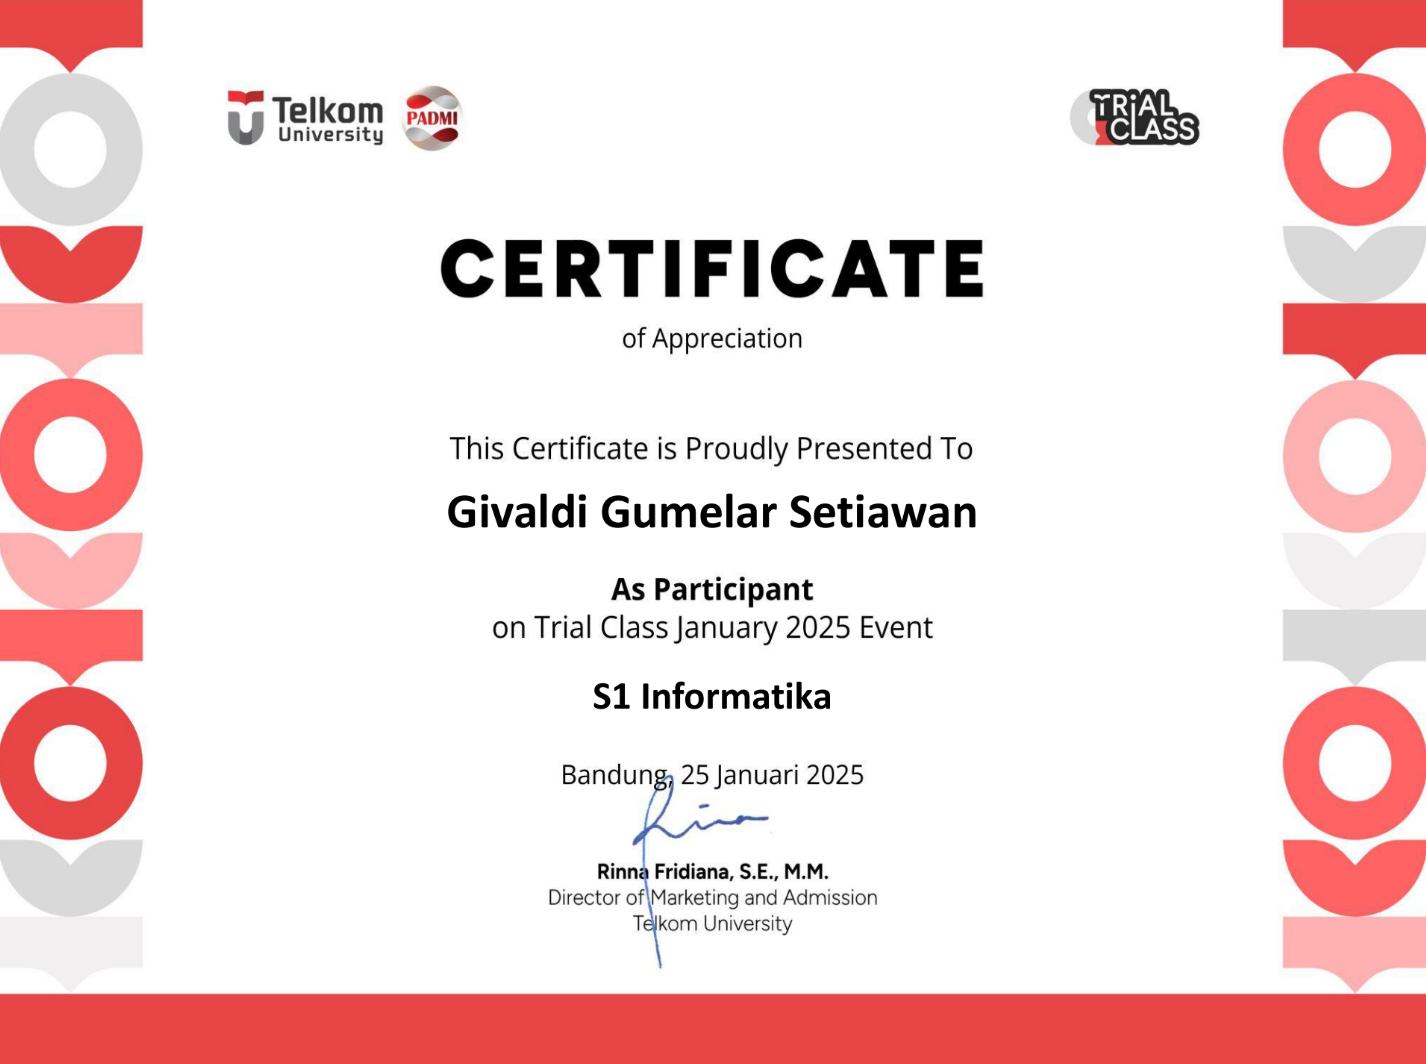 Telkom
University
PADMI
TRiAL
CLASS
CERTIFICATE
of Appreciation
This Certificate is Proudly Presented To
Givaldi Gumelar Setiawan
As Participant
on Trial Class January 2025 Event
S1 Informatika
Bandung, 25 Januari 2025
Rinna Fridiana, S.E., M.M.
Director of Marketing and Admission
Telkom University